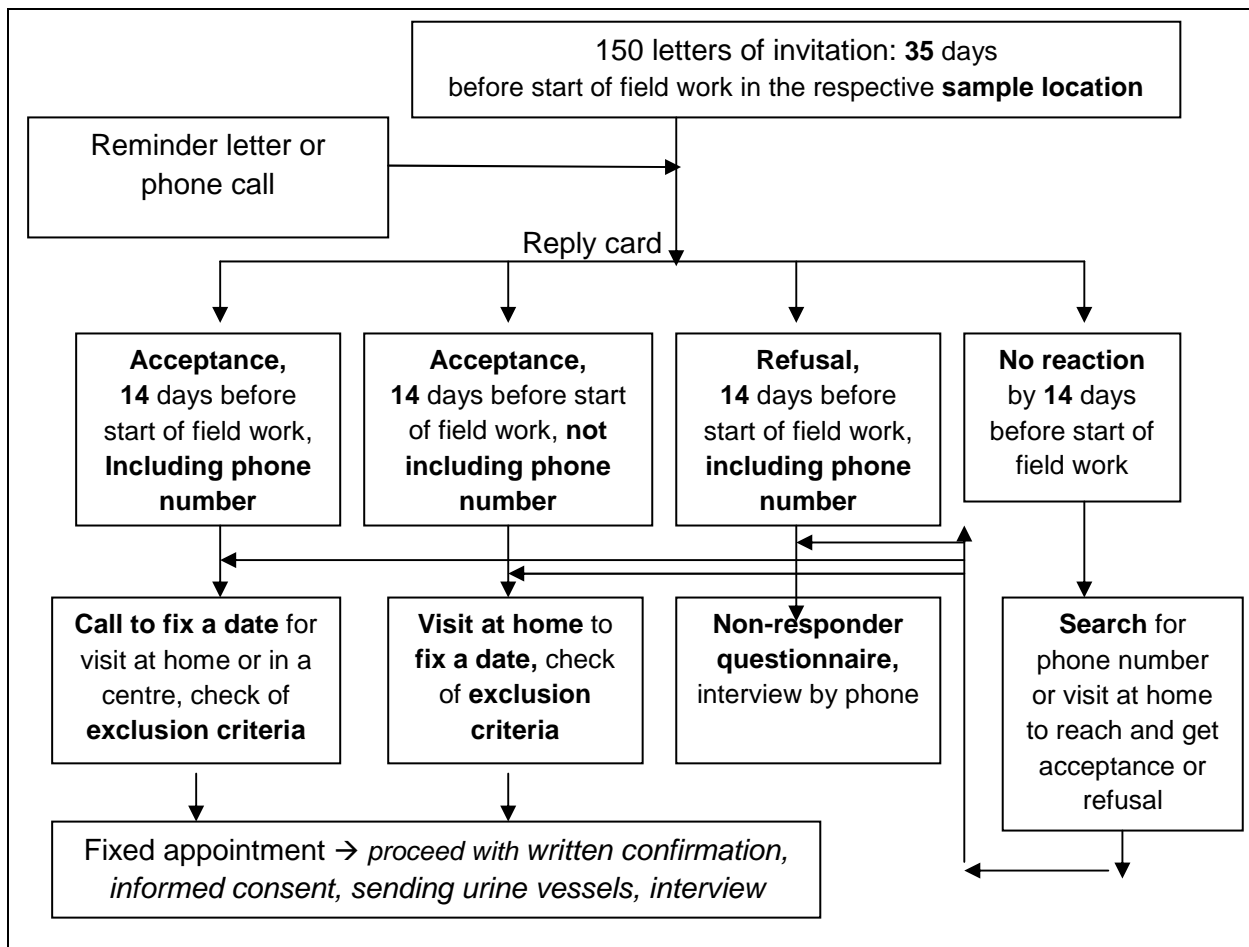 150 letters of invitation: 35 days
before start of field work in the respective sample location
Reminder letter or
phone call
Reply card
Acceptance,
14 days before
start of field work,
Including phone
number
Acceptance,
14 days before start
of field work, not
including phone
number
Refusal,
14 days before
start of field work,
including phone
number
No reaction
by 14 days
before start of
field work
Call to fix a date for
visit at home or in a
centre, check of
exclusion criteria
Visit at home to
fix a date, check
of exclusion
criteria
Non-responder
questionnaire,
interview by phone
Search for
phone number
or visit at home
to reach and get
acceptance or
refusal
Fixed appointment → proceed with written confirmation,
informed consent, sending urine vessels, interview